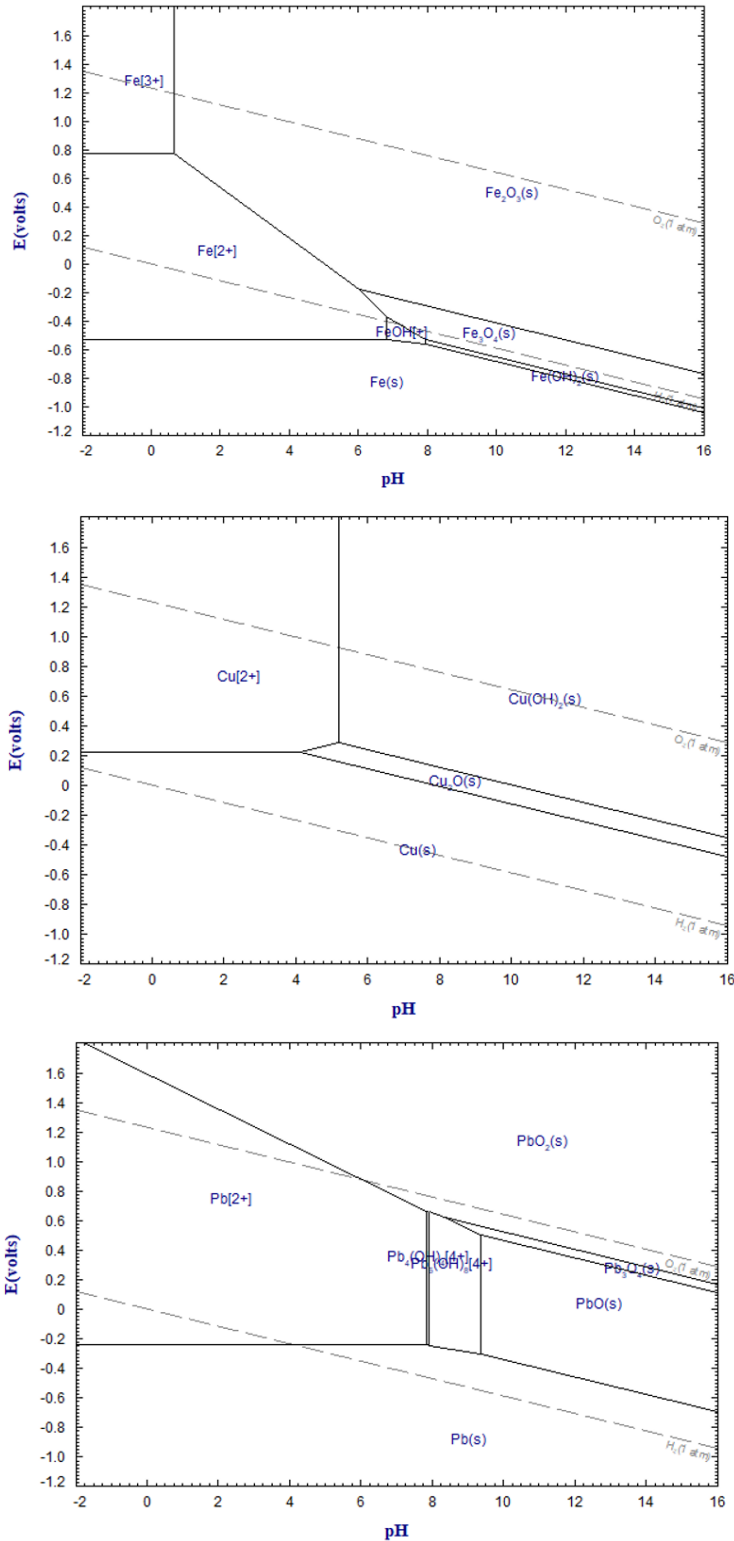 1.6
1.4
Fe[3+]
1.2
1.0
0.8
0.6
Fe₂O₃(s)
0.4
O₂(1 atm)
0.2
Fe[2+]
0
-0.2
-0.4
FeOH[+]
Fe₃O₄(s)
-0.6
-0.8
Fe(s)
Fe(OH)₂(s)
-1.0
-1.2
E(volts)
-2 0 2 4 6 8 10 12 14 16
pH
1.6
1.4
1.2
1.0
0.8
Cu[2+]
0.6
Cu(OH)₂(s)
0.4
O₂(1 atm)
0.2
Cu₂O(s)
0
-0.2
-0.4
Cu(s)
-0.6
-0.8
H₂(1 atm)
-1.0
-1.2
E(volts)
-2 0 2 4 6 8 10 12 14 16
pH
1.6
1.4
1.2
PbO₂(s)
1.0
0.8
Pb[2+]
0.6
0.4
Pb₄(OH) [4+]
(OH)₈[4+]
Pb₃O₄(s)
O₂(1 atm)
0.2
PbO(s)
0
-0.2
-0.4
-0.6
-0.8
Pb(s)
H₂(1 atm)
-1.0
-1.2
E(volts)
-2 0 2 4 6 8 10 12 14 16
pH